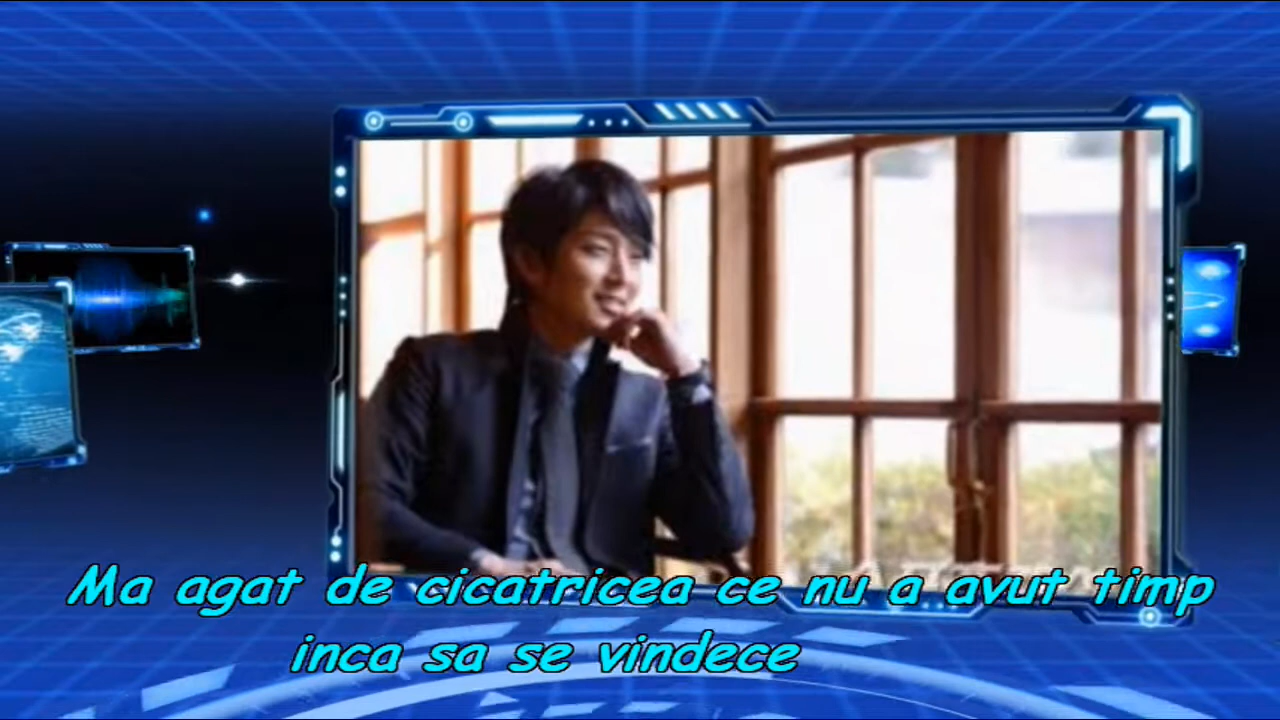 Ma agat de cicatricea ce nu a avut timp
inca sa se vindece